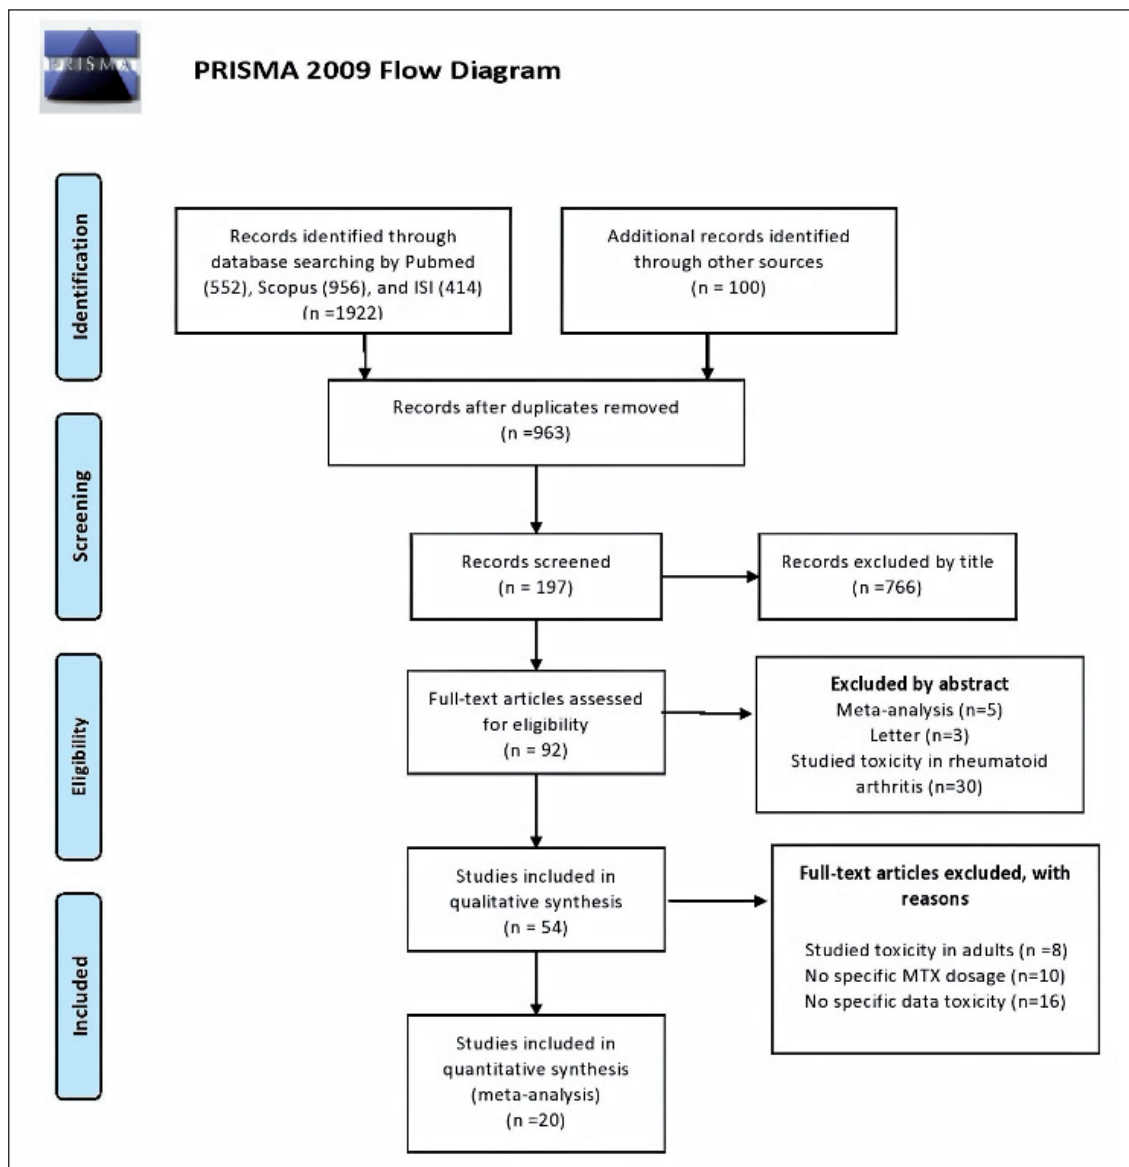 PRISMA
PRISMA 2009 Flow Diagram
Identification
Records identified through
database searching by Pubmed
(552), Scopus (956), and ISI (414)
(n =1922)
Additional records identified
through other sources
(n = 100)
Records after duplicates removed
(n =963)
Screening
Records screened
(n = 197)
Records excluded by title
(n =766)
Eligibility
Full-text articles assessed
for eligibility
(n = 92)
Excluded by abstract
Meta-analysis (n=5)
Letter (n=3)
Studied toxicity in rheumatoid
arthritis (n=30)
Studies included in
qualitative synthesis
(n = 54)
Full-text articles excluded, with
reasons
Studied toxicity in adults (n =8)
No specific MTX dosage (n=10)
No specific data toxicity (n=16)
Included
Studies included in
quantitative synthesis
(meta-analysis)
(n =20)